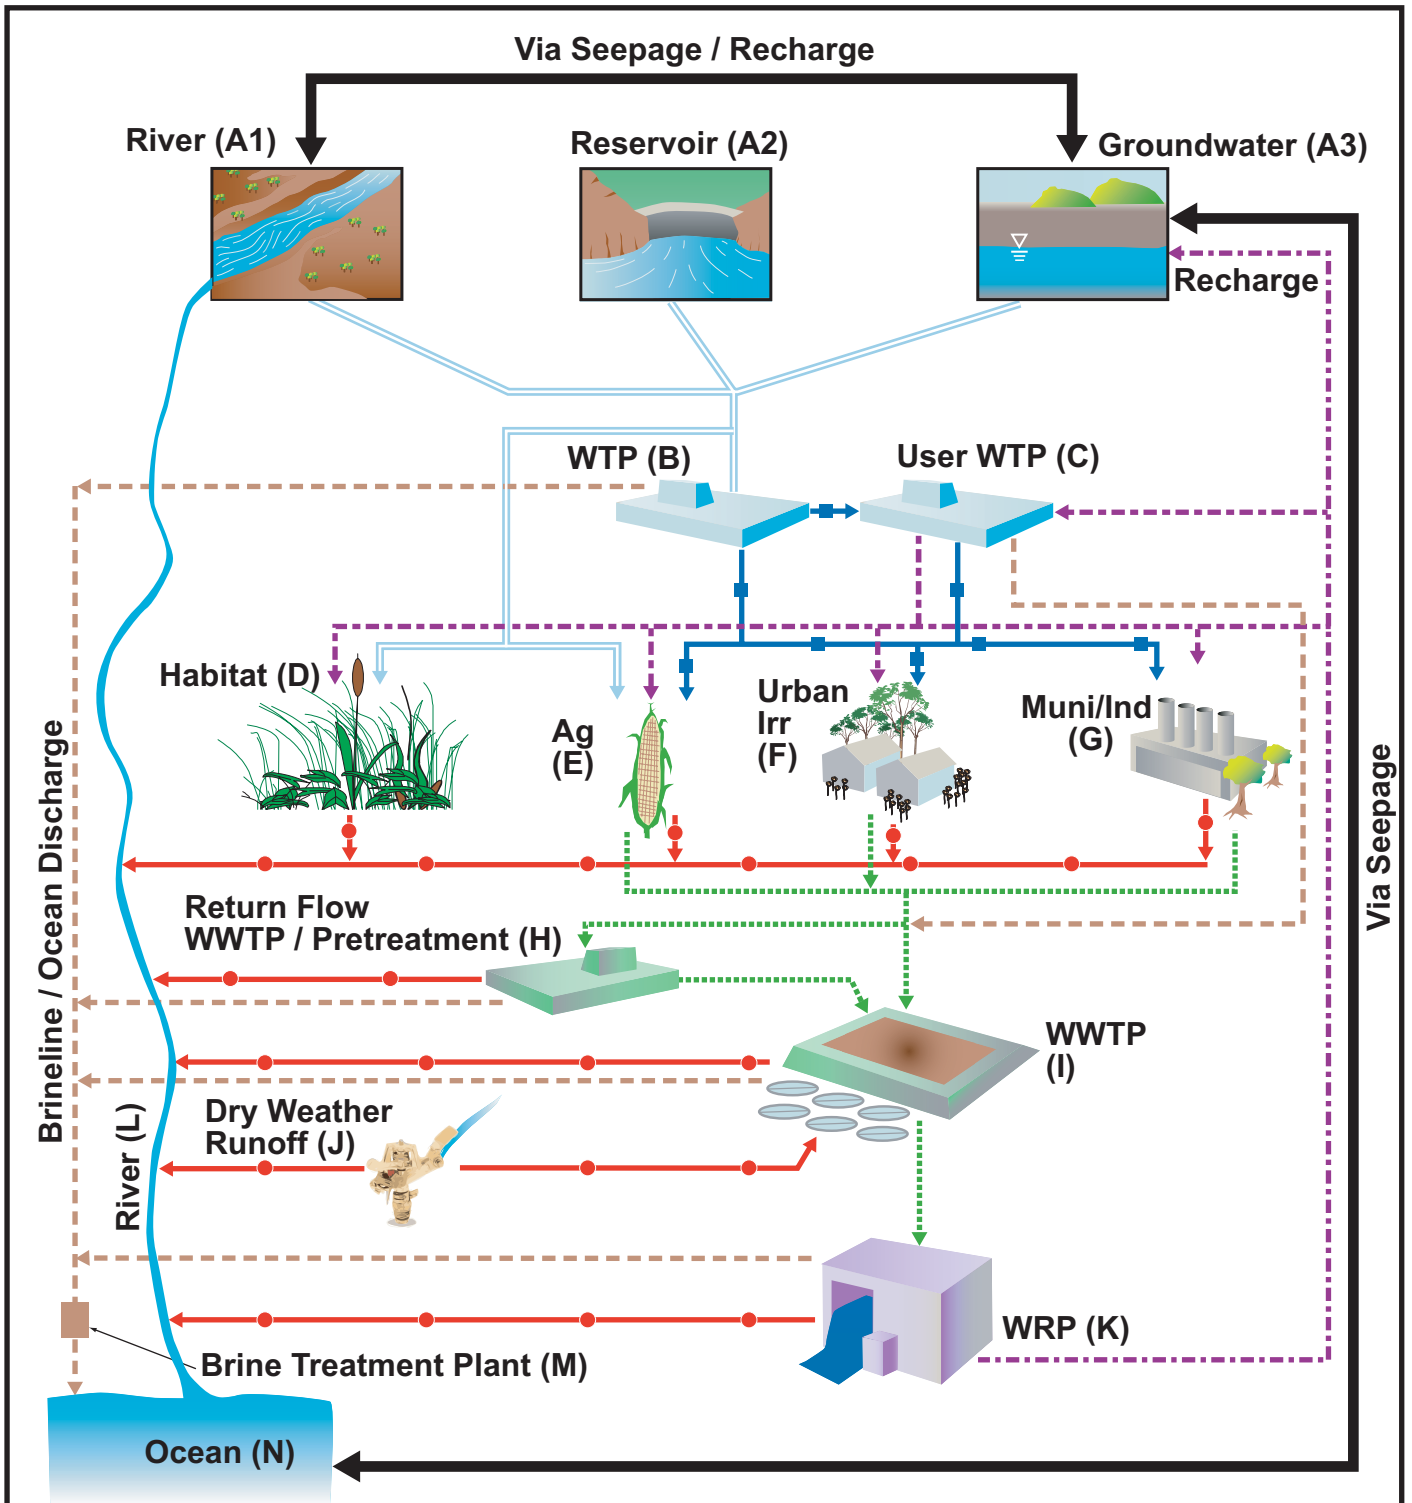 Via Seepage / Recharge
River (A1)
Reservoir (A2)
Groundwater (A3)
Recharge
WTP (B)
User WTP (C)
Habitat (D)
Ag
(E)
Urban
Irr
(F)
Muni/Ind
(G)
Via Seepage
Brineline / Ocean Discharge
Return Flow
WWTP / Pretreatment (H)
WWTP
(I)
Dry Weather
Runoff (J)
River (L)
WRP (K)
Brine Treatment Plant (M)
Ocean (N)